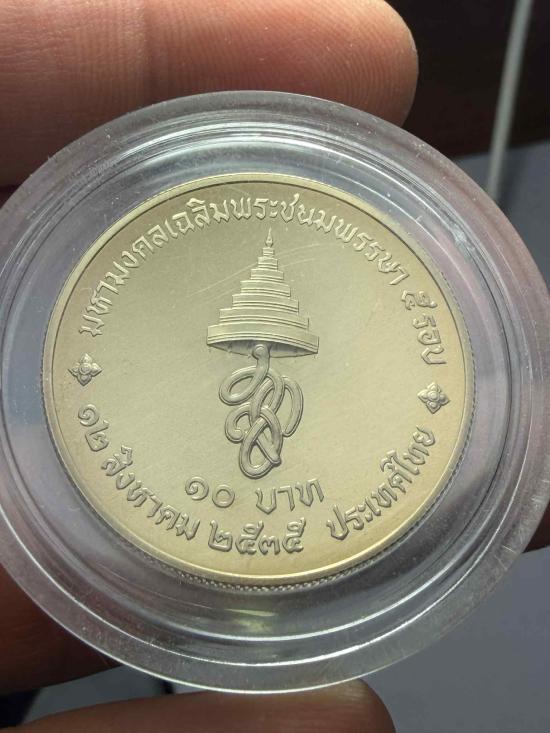 มหามงคลเฉลิมพระชนมพรรษา ๕ รอบ
๑๐ บาท
๑๒ สิงหาคม ๒๕๓๕ ประเทศไทย